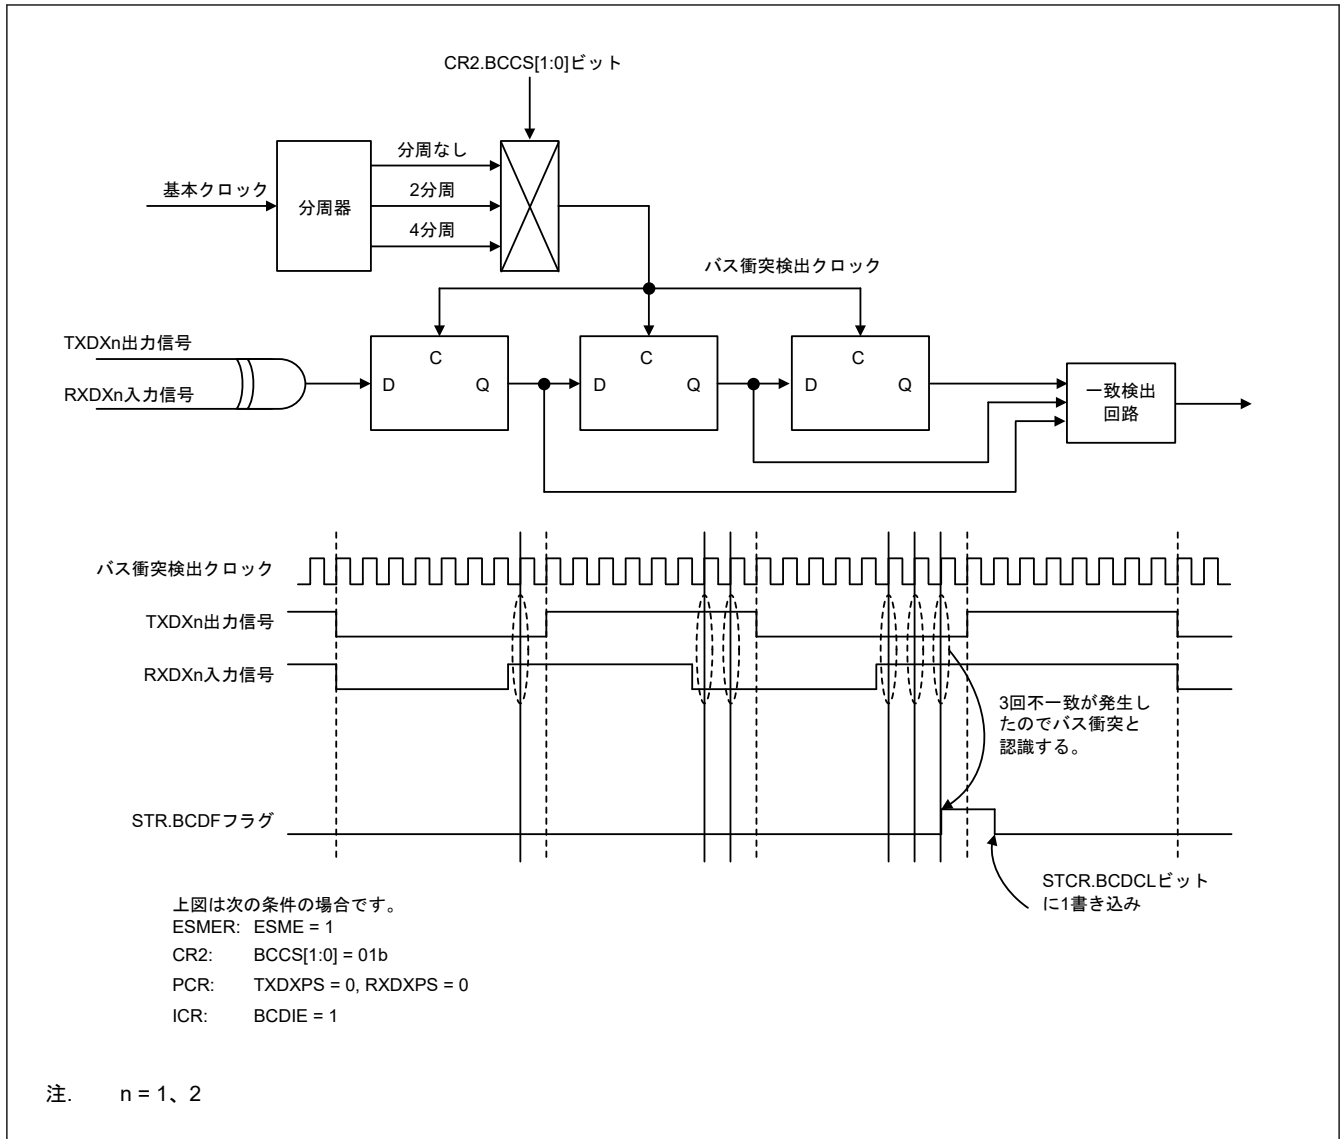 CR2.BCCS[1:0]ビット
分周なし
基本クロック
分周器
2分周
4分周
バス衝突検出クロック
TXDXn出力信号
RXDXn入力信号
C
D
Q
C
D
Q
C
D
Q
一致検出
回路
バス衝突検出クロック
TXDXn出力信号
RXDXn入力信号
3回不一致が発生し
たのでバス衝突と
認識する。
STR.BCDFフラグ
STCR.BCDCLビット
に1書き込み
上図は次の条件の場合です。
ESMER: ESME = 1
CR2: BCCS[1:0] = 01b
PCR: TXDXPS = 0, RXDXPS = 0
ICR: BCDIE = 1
注. n = 1、2